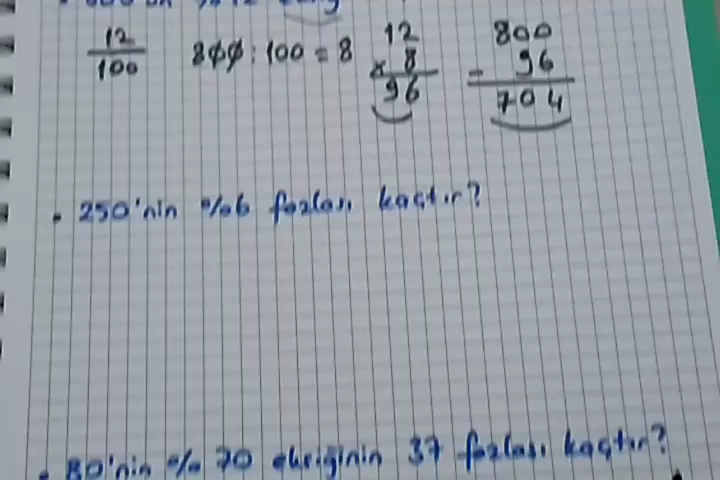 12 12 800
100 800 : 100 = 8 x 8 - 96
96 704
• 250'nin %6 fazlası kaçtır?
• 80'nin % 70 eksiğinin 37 fazlası kaçtır?